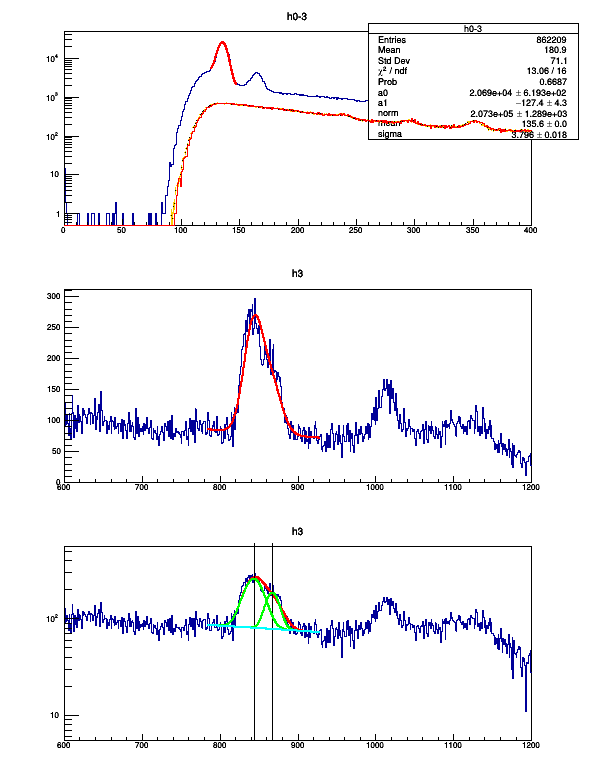 h0-3
h0-3
Entries 862209
Mean 180.9
Std Dev 71.1
χ² / ndf 13.06 / 16
Prob 0.6687
a0 2.069e+04 ± 6.193e+02
a1 −127.4 ± 4.3
norm 2.073e+05 ± 1.289e+03
mean 135.6 ± 0.0
sigma 3.796 ± 0.018
10⁴
10³
10²
10
1
0 50 100 150 200 250 300 350 400
h3
300
250
200
150
100
50
0
600 700 800 900 1000 1100 1200
h3
10²
10
600 700 800 900 1000 1100 1200